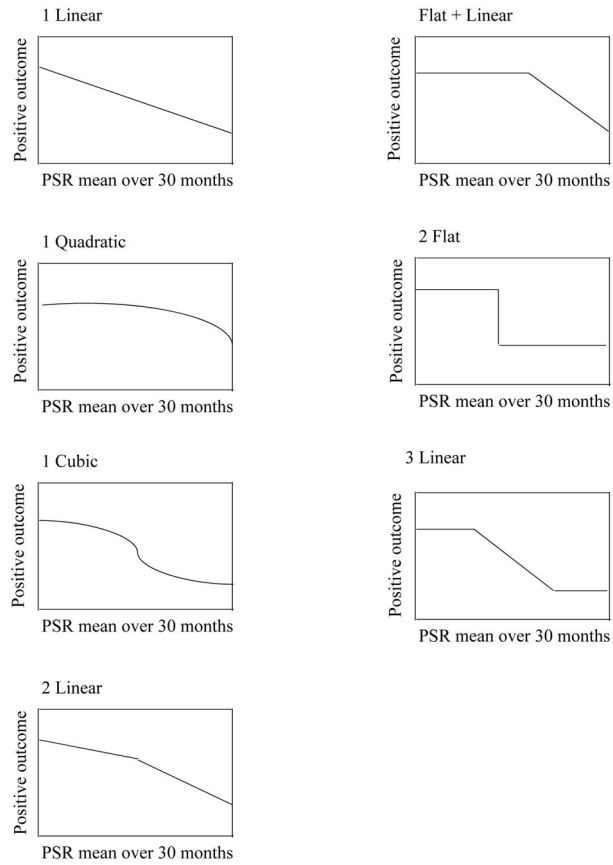 1 Linear
Positive outcome
PSR mean over 30 months
1 Quadratic
Positive outcome
PSR mean over 30 months
1 Cubic
Positive outcome
PSR mean over 30 months
2 Linear
Positive outcome
PSR mean over 30 months
Flat + Linear
Positive outcome
PSR mean over 30 months
2 Flat
Positive outcome
PSR mean over 30 months
3 Linear
Positive outcome
PSR mean over 30 months